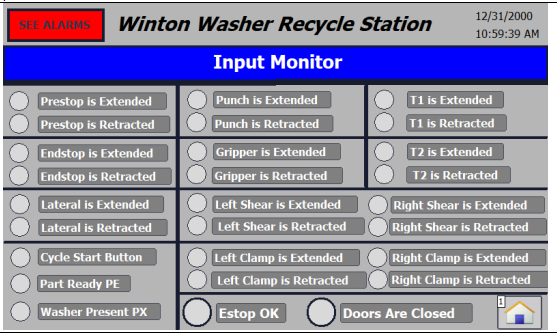 SEE ALARMS
Winton Washer Recycle Station
12/31/2000
10:59:39 AM
Input Monitor
Prestop is Extended
Prestop is Retracted
Punch is Extended
Punch is Retracted
T1 is Extended
T1 is Retracted
Endstop is Extended
Endstop is Retracted
Gripper is Extended
Gripper is Retracted
T2 is Extended
T2 is Retracted
Lateral is Extended
Lateral is Retracted
Left Shear is Extended
Left Shear is Retracted
Right Shear is Extended
Right Shear is Retracted
Cycle Start Button
Part Ready PE
Washer Present PX
Left Clamp is Extended
Left Clamp is Retracted
Right Clamp is Extended
Right Clamp is Retracted
Estop OK
Doors Are Closed
1